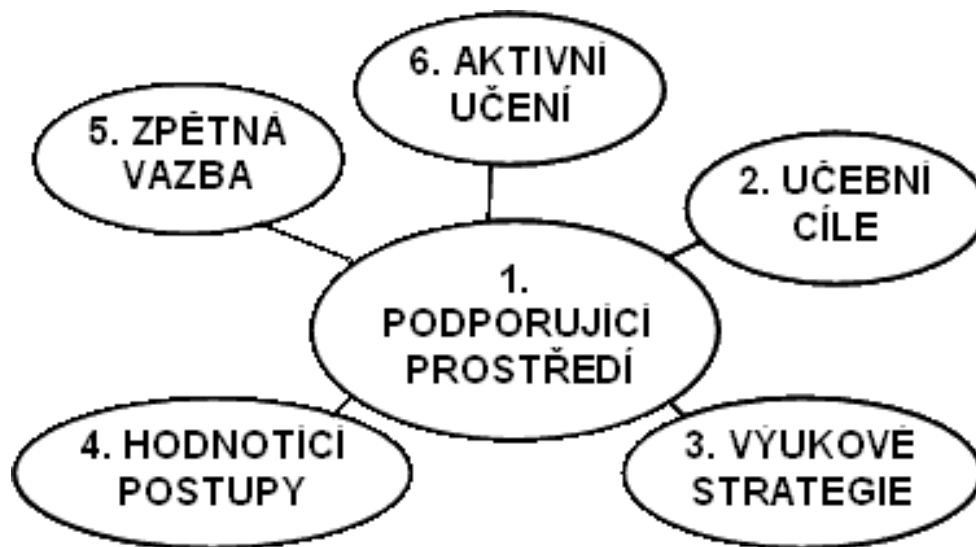 6. AKTIVNÍ
UČENÍ
5. ZPĚTNÁ
VAZBA
2. UČEBNÍ
CÍLE
1.
PODPORUJÍCÍ
PROSTŘEDÍ
4. HODNOTÍCÍ
POSTUPY
3. VÝUKOVÉ
STRATEGIE